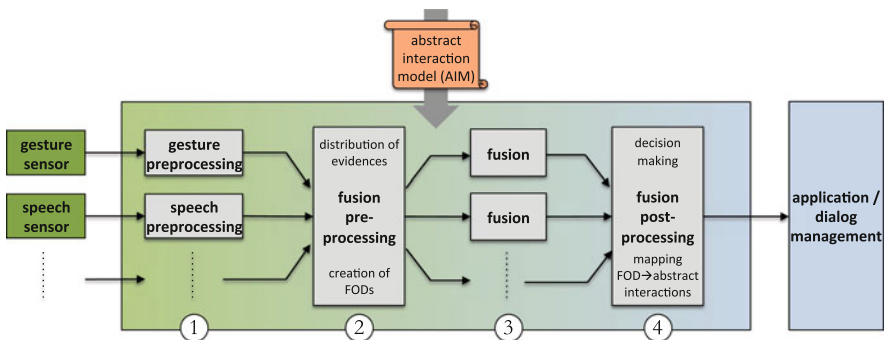 abstract
interaction
model (AIM)
gesture
sensor
speech
sensor
gesture
preprocessing
speech
preprocessing
distribution of
evidences
fusion
pre-
processing
creation of
FODs
fusion
fusion
decision
making
fusion
post-
processing
mapping
FOD→abstract
interactions
application /
dialog
management
1
2
3
4